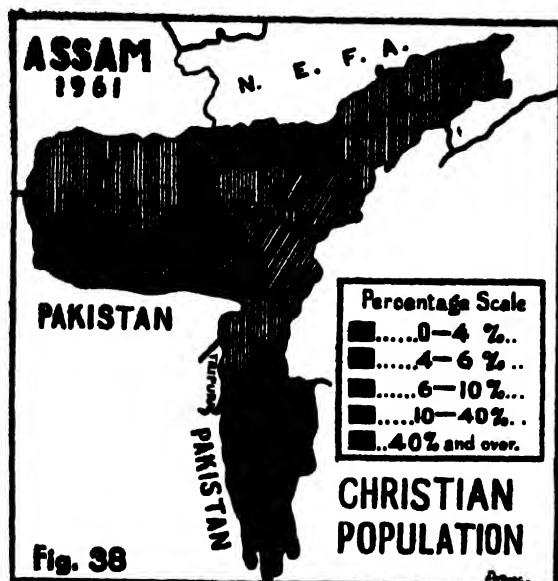 ASSAM
1961
N. E. F. A.
PAKISTAN
TRIPURA
PAKISTAN
Percentage Scale
......0–4 %..
......4–6 %..
......6–10 %...
......10–40%..
..40% and over.
CHRISTIAN
POPULATION
Fig. 38